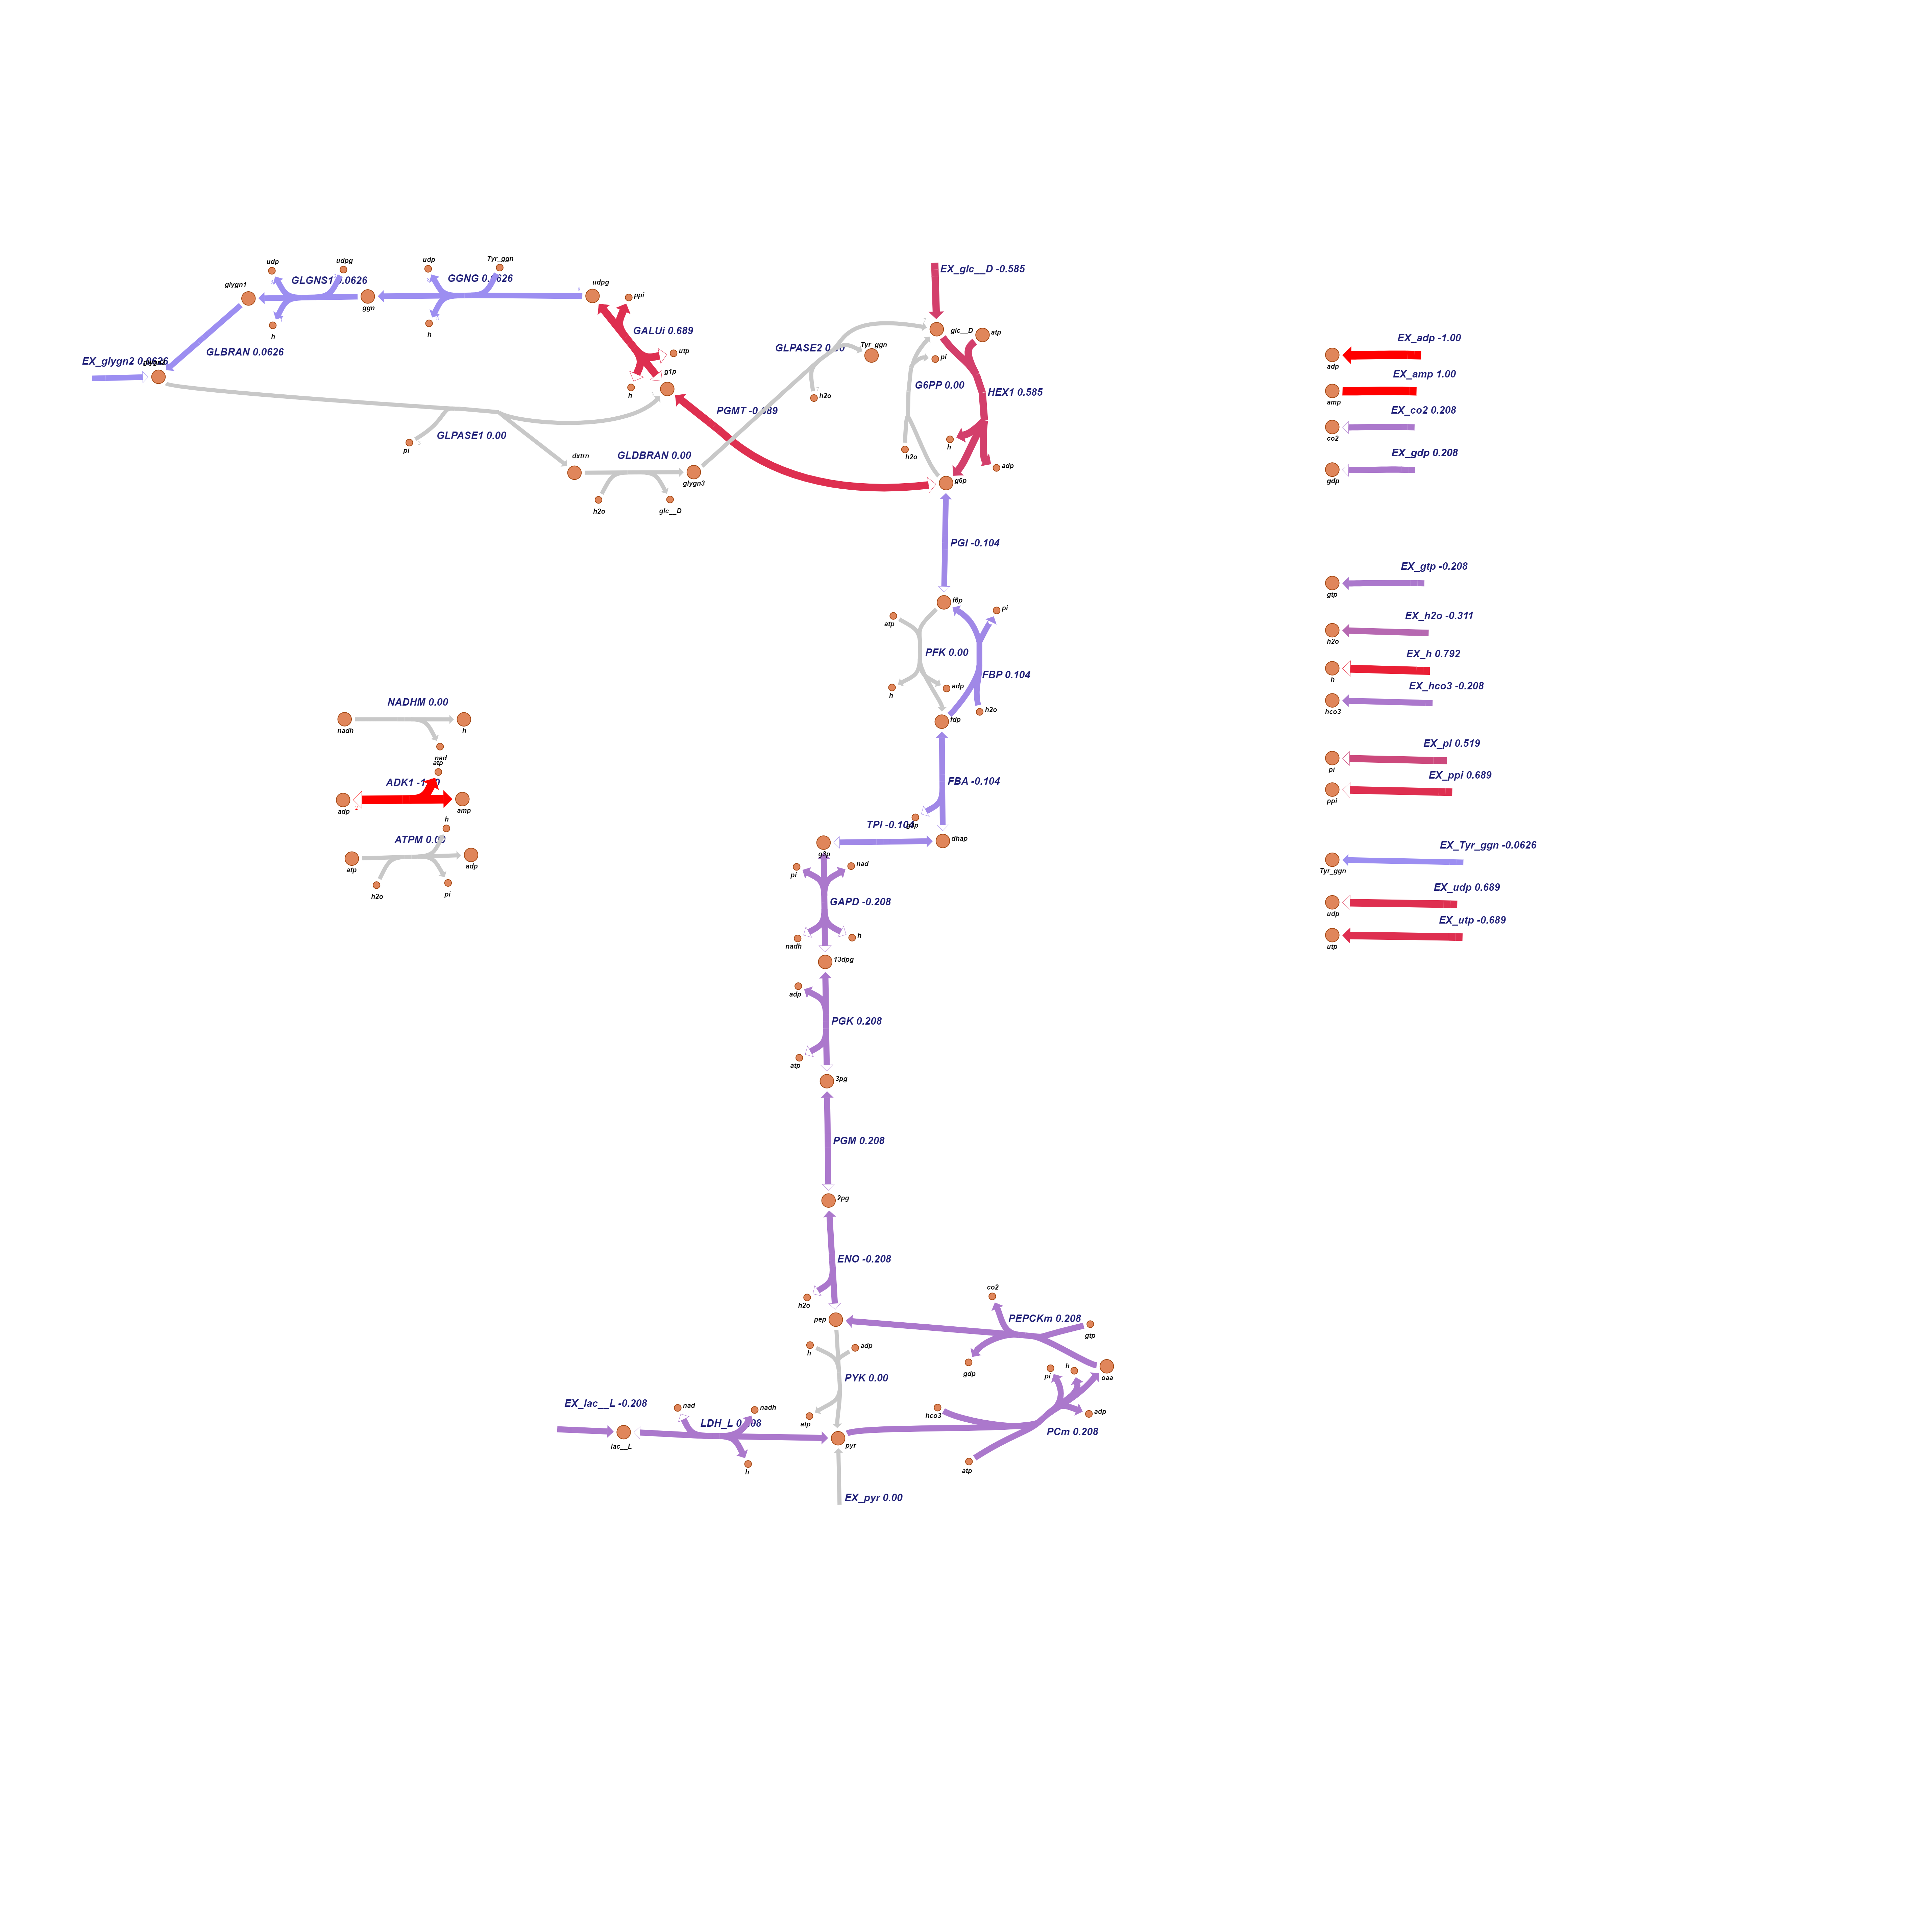 udp
udpg
GLGNS1 0.0626
glygn1
ggn
h
udp
Tyr_ggn
GGNG 0.0626
h
udpg
ppi
GALUi 0.689
utp
g1p
h
EX_glygn2 0.0626
GLBRAN 0.0626
EX_glc__D -0.585
glc__D
atp
GLPASE2 0.00
Tyr_ggn
pi
G6PP 0.00
HEX1 0.585
h2o
PGMT -0.689
h
h2o
adp
g6p
GLPASE1 0.00
pi
dxtrn
GLDBRAN 0.00
glygn3
h2o
glc__D
PGI -0.104
f6p
atp
pi
PFK 0.00
FBP 0.104
h
adp
h2o
fdp
NADHM 0.00
nadh
h
nad
atp
ADK1
adp
amp
h
ATPM 0.00
atp
adp
h2o
pi
FBA -0.104
TPI -0.104
dhap
g3p
pi
nad
GAPD -0.208
nadh
h
13dpg
adp
PGK 0.208
atp
3pg
PGM 0.208
2pg
ENO -0.208
h2o
pep
co2
PEPCKm 0.208
gtp
h
adp
gdp
pi
h
oaa
PYK 0.00
EX_lac__L -0.208
nad
nadh
LDH_L 0.208
atp
hco3
adp
PCm 0.208
lac__L
pyr
h
atp
EX_pyr 0.00
EX_adp -1.00
adp
EX_amp 1.00
amp
EX_co2 0.208
co2
EX_gdp 0.208
gdp
EX_gtp -0.208
gtp
EX_h2o -0.311
h2o
EX_h 0.792
h
EX_hco3 -0.208
hco3
EX_pi 0.519
pi
EX_ppi 0.689
ppi
EX_Tyr_ggn -0.0626
Tyr_ggn
EX_udp 0.689
udp
EX_utp -0.689
utp